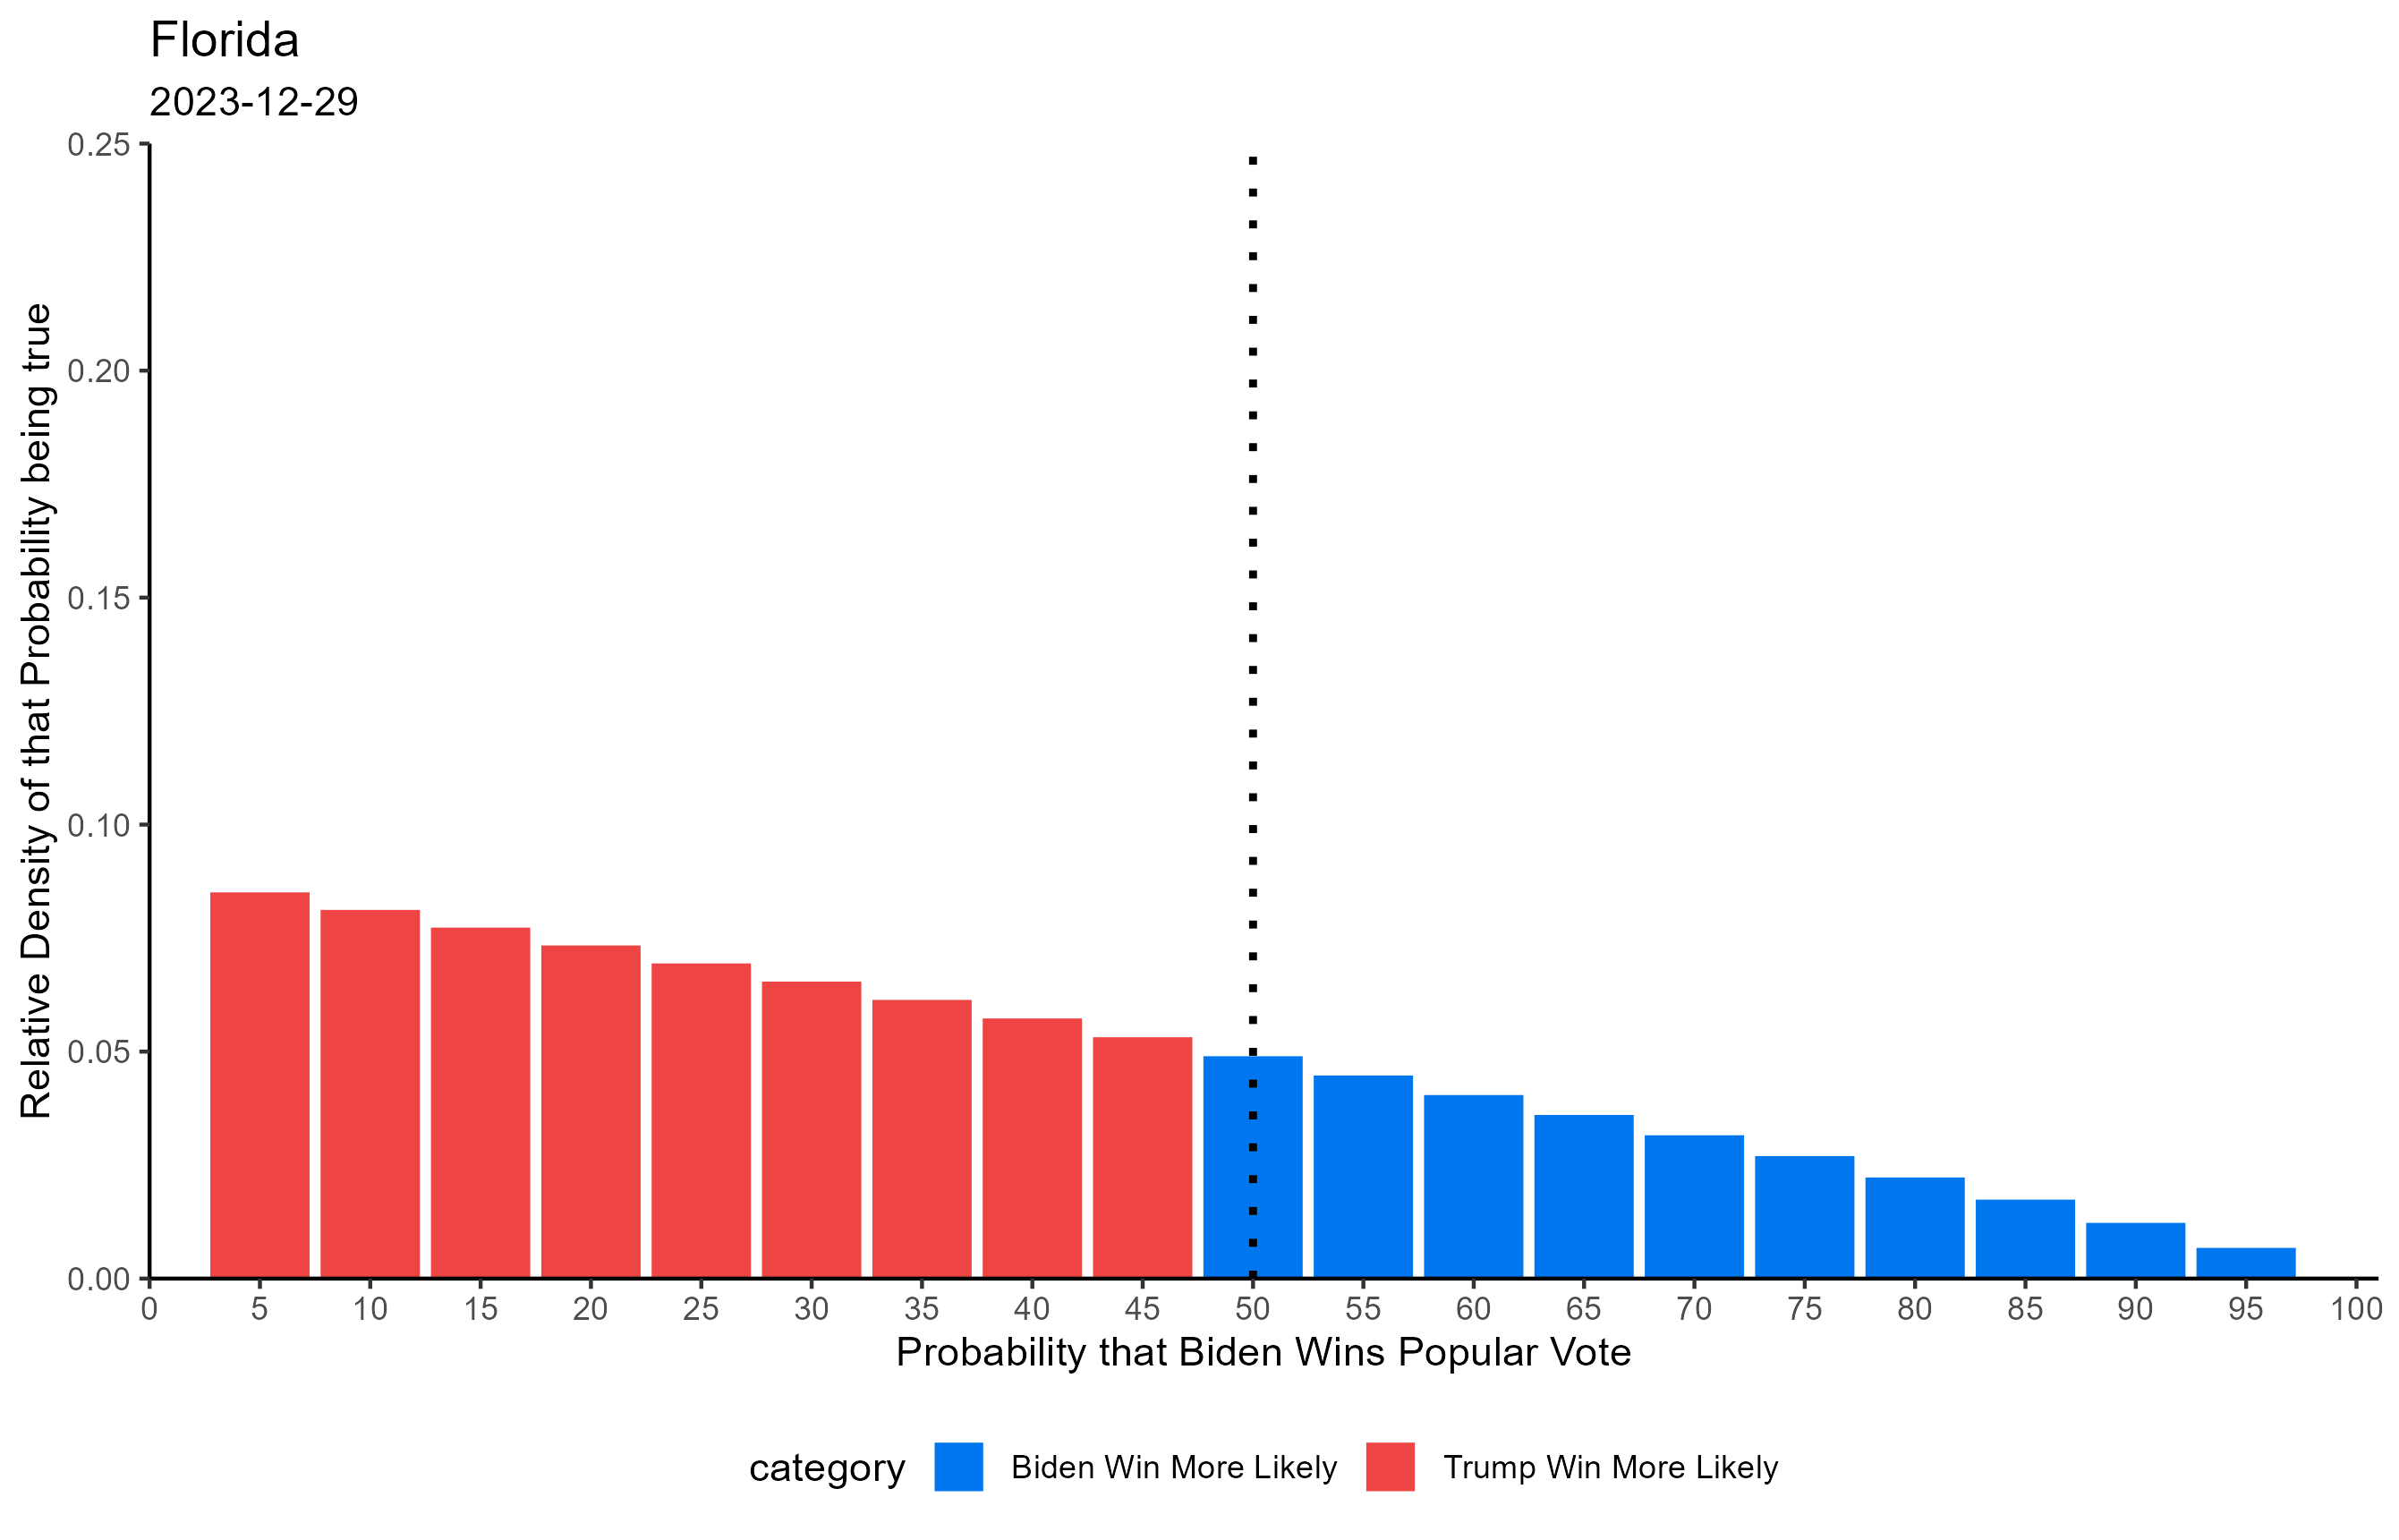 Florida
2023-12-29
Relative Density of that Probability being true
0.25
0.20
0.15
0.10
0.05
0.00
0 5 10 15 20 25 30 35 40 45 50 55 60 65 70 75 80 85 90 95 100
Probability that Biden Wins Popular Vote
category Biden Win More Likely Trump Win More Likely